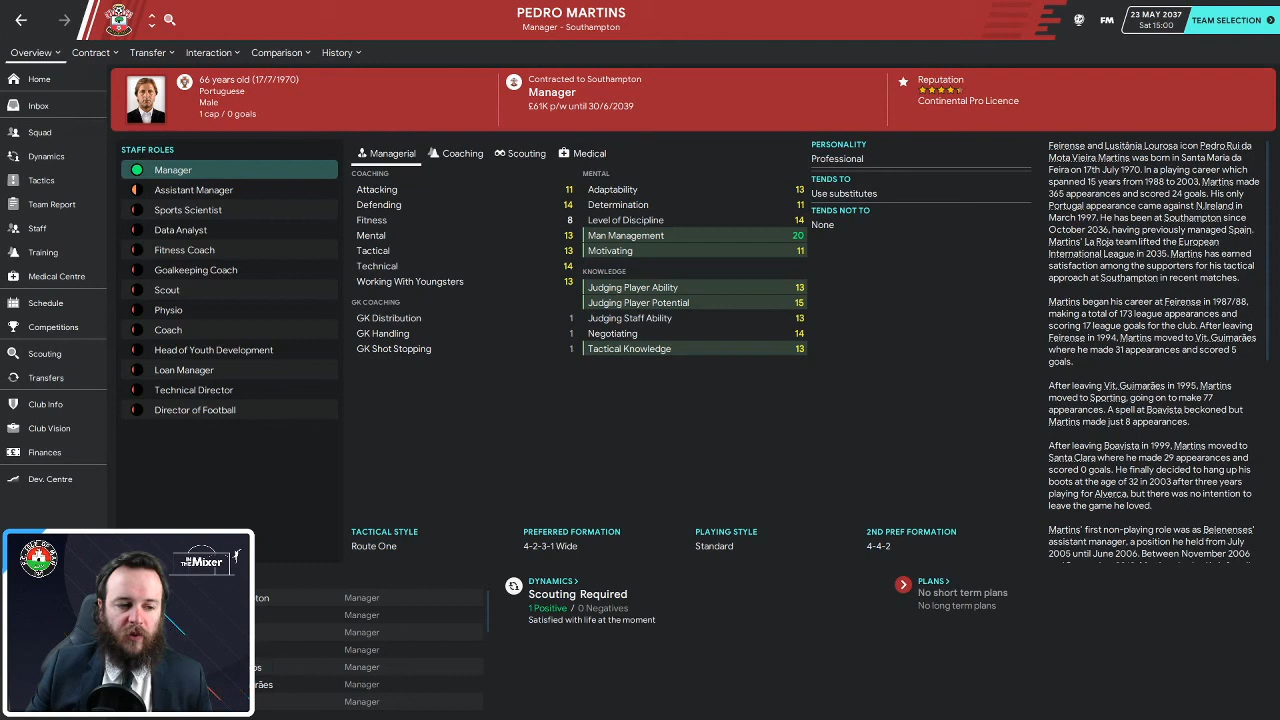 PEDRO MARTINS
Manager - Southampton
23 MAY 2037
Sat 15:00
TEAM SELECTION
FM
Overview
Contract
Transfer
Interaction
Comparison
History
Home
Inbox
Squad
Dynamics
Tactics
Team Report
Staff
Training
Medical Centre
Schedule
Competitions
Scouting
Transfers
Club Info
Club Vision
Finances
Dev. Centre
66 years old (17/7/1970)
Portuguese
Male
1 cap / 0 goals
Contracted to Southampton
Manager
£61K p/w until 30/6/2039
Reputation
Continental Pro Licence
STAFF ROLES
Manager
Assistant Manager
Sports Scientist
Data Analyst
Fitness Coach
Goalkeeping Coach
Scout
Physio
Coach
Head of Youth Development
Loan Manager
Technical Director
Director of Football
Managerial
Coaching
Scouting
Medical
COACHING
Attacking 11
Defending 14
Fitness 8
Mental 13
Tactical 13
Technical 14
Working With Youngsters 13
GK COACHING
GK Distribution 1
GK Handling 1
GK Shot Stopping 1
MENTAL
Adaptability 13
Determination 11
Level of Discipline 14
Man Management 20
Motivating 11
KNOWLEDGE
Judging Player Ability 13
Judging Player Potential 15
Judging Staff Ability 13
Negotiating 14
Tactical Knowledge 13
PERSONALITY
Professional
TENDS TO
Use substitutes
TENDS NOT TO
None
Feirense and Lusitânia Lourosa icon Pedro Rui da
Mota Vieira Martins was born in Santa Maria da
Feira on 17th July 1970. In a playing career which
spanned 15 years from 1988 to 2003, Martins made
365 appearances and scored 24 goals. His only
Portugal appearance came against N.Ireland in
March 1997. He has been at Southampton since
October 2036, having previously managed Spain.
Martins' La Roja team lifted the European
International League in 2035. Martins has earned
satisfaction among the supporters for his tactical
approach at Southampton in recent matches.
Martins began his career at Feirense in 1987/88,
making a total of 173 league appearances and
scoring 17 league goals for the club. After leaving
Feirense in 1994, Martins moved to Vit. Guimarães
where he made 31 appearances and scored 5
goals.
After leaving Vit. Guimarães in 1995, Martins
moved to Sporting, going on to make 77
appearances. A spell at Boavista beckoned but
Martins made just 8 appearances.
After leaving Boavista in 1999, Martins moved to
Santa Clara where he made 29 appearances and
scored 0 goals. He finally decided to hang up his
boots at the age of 32 in 2003 after three years
playing for Alverca, but there was no intention to
leave the game he loved.
Martins' first non-playing role was as Belenenses'
assistant manager, a position he held from July
2005 until June 2006. Between November 2006
TACTICAL STYLE
Route One
PREFERRED FORMATION
4-2-3-1 Wide
PLAYING STYLE
Standard
2ND PREF FORMATION
4-4-2
DYNAMICS >
Scouting Required
1 Positive / 0 Negatives
Satisfied with life at the moment
PLANS >
No short term plans
No long term plans
ton Manager
Manager
Manager
Manager
os Manager
arães Manager
Manager
IN THE Mixer